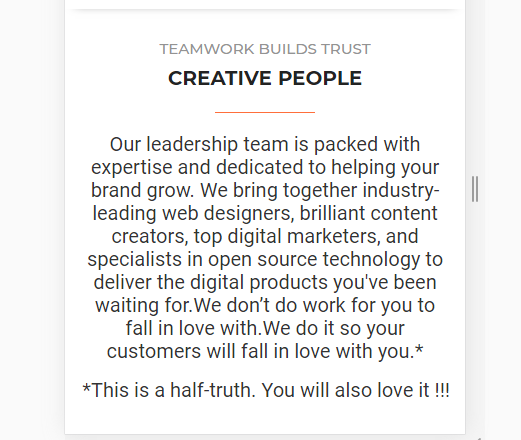 TEAMWORK BUILDS TRUST
CREATIVE PEOPLE
Our leadership team is packed with
expertise and dedicated to helping your
brand grow. We bring together industry-
leading web designers, brilliant content
creators, top digital marketers, and
specialists in open source technology to
deliver the digital products you've been
waiting for.We don’t do work for you to
fall in love with.We do it so your
customers will fall in love with you.*
*This is a half-truth. You will also love it !!!